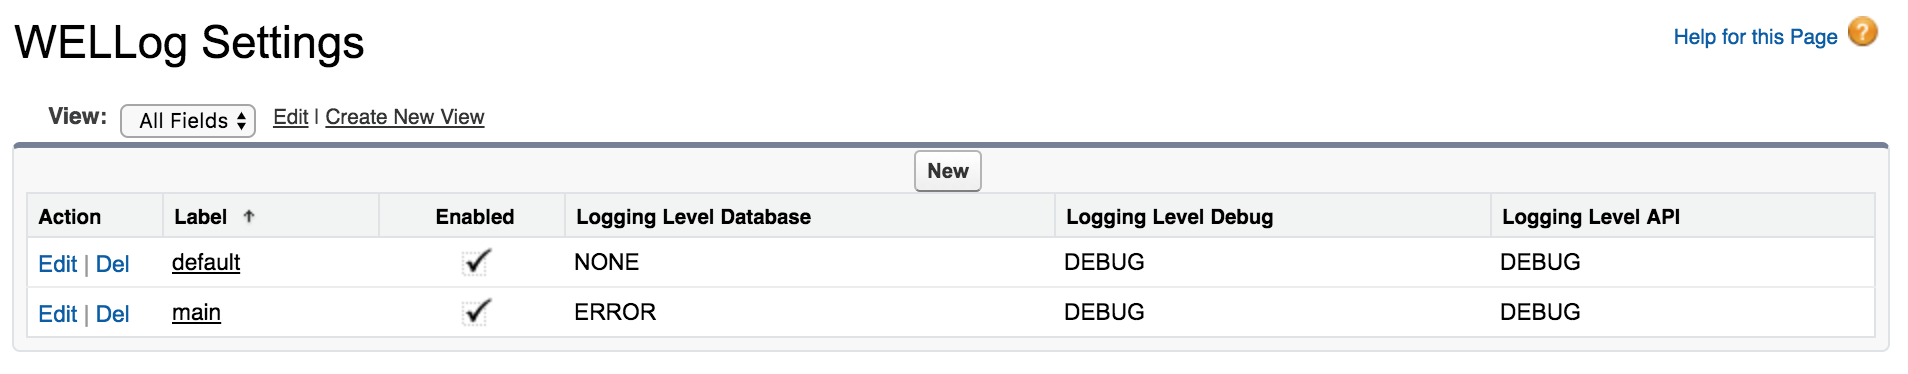 WELLog Settings
Help for this Page ?
View: All Fields Edit | Create New View
New
Action Label Enabled Logging Level Database Logging Level Debug Logging Level API
Edit | Del default NONE DEBUG DEBUG
Edit | Del main ERROR DEBUG DEBUG